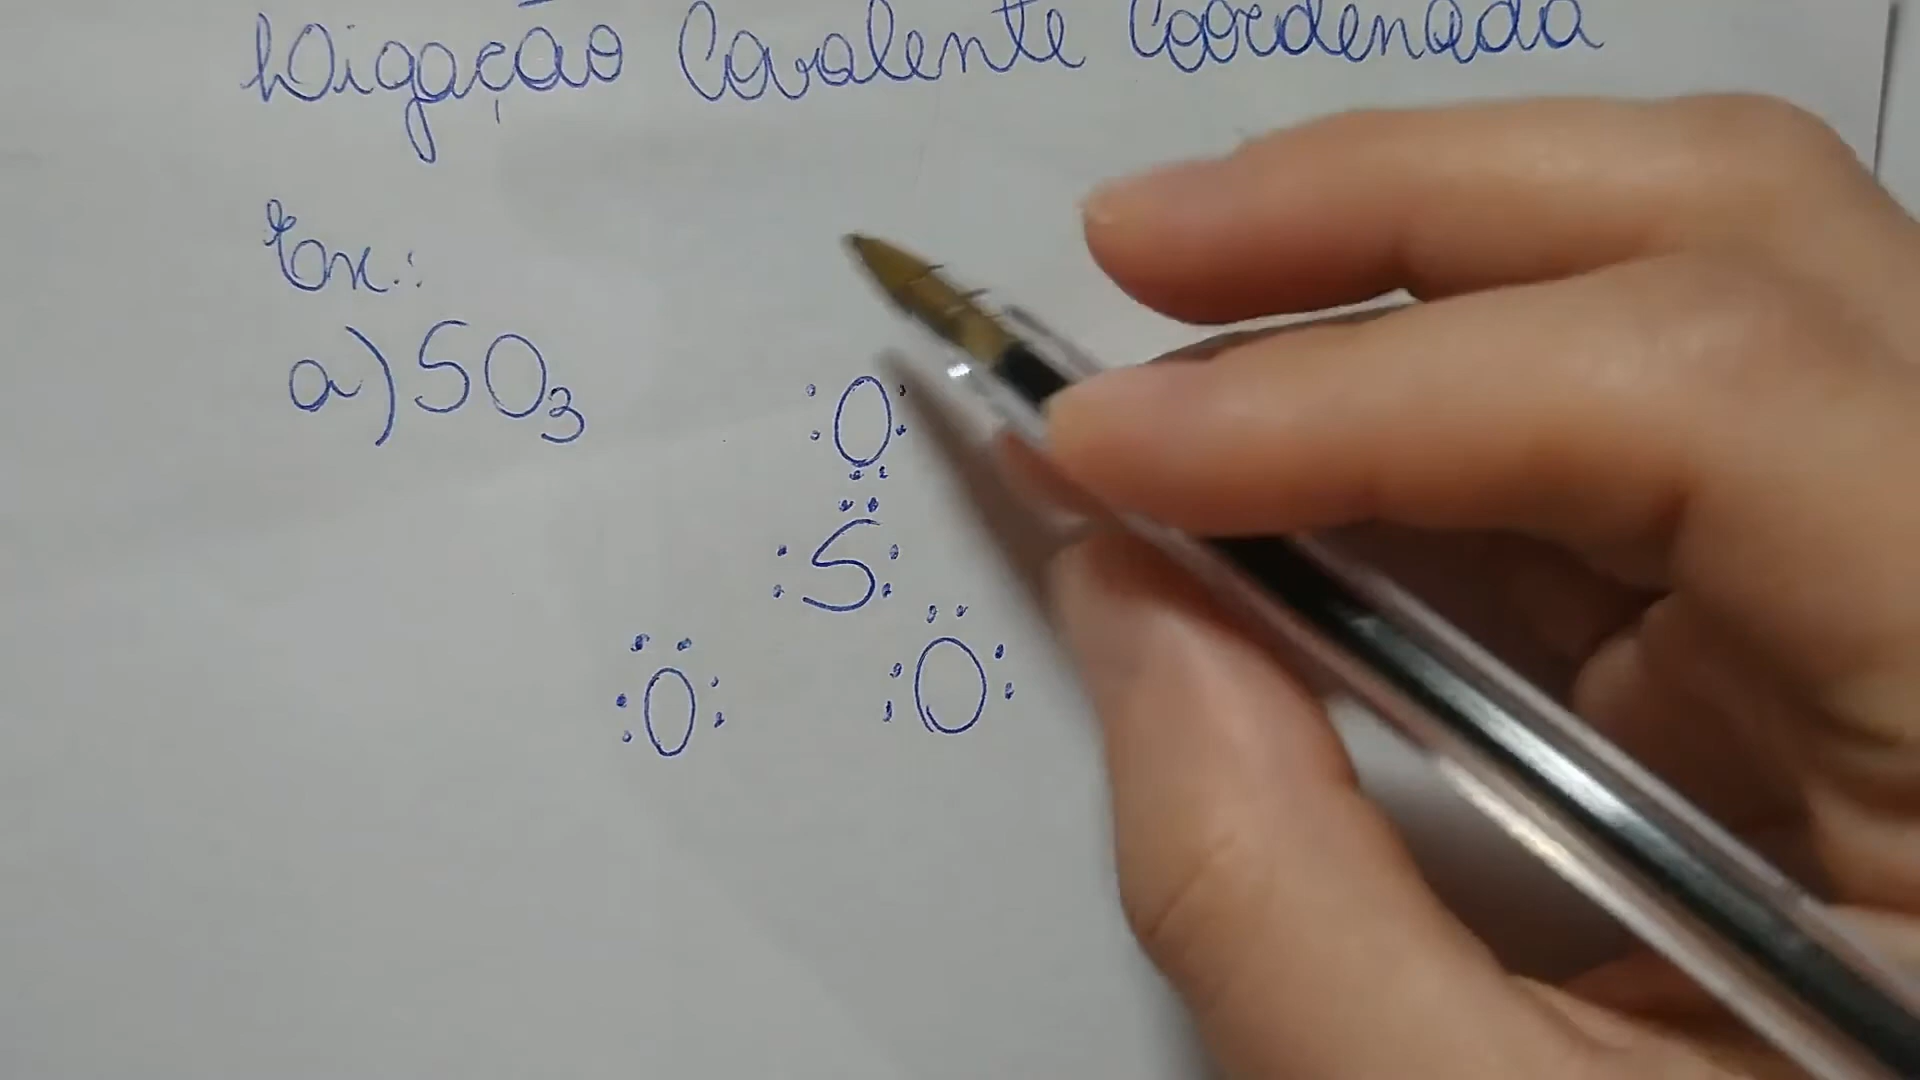 Ligação Covalente Coordenada
Ex.:
a) SO₃
O
S
O O